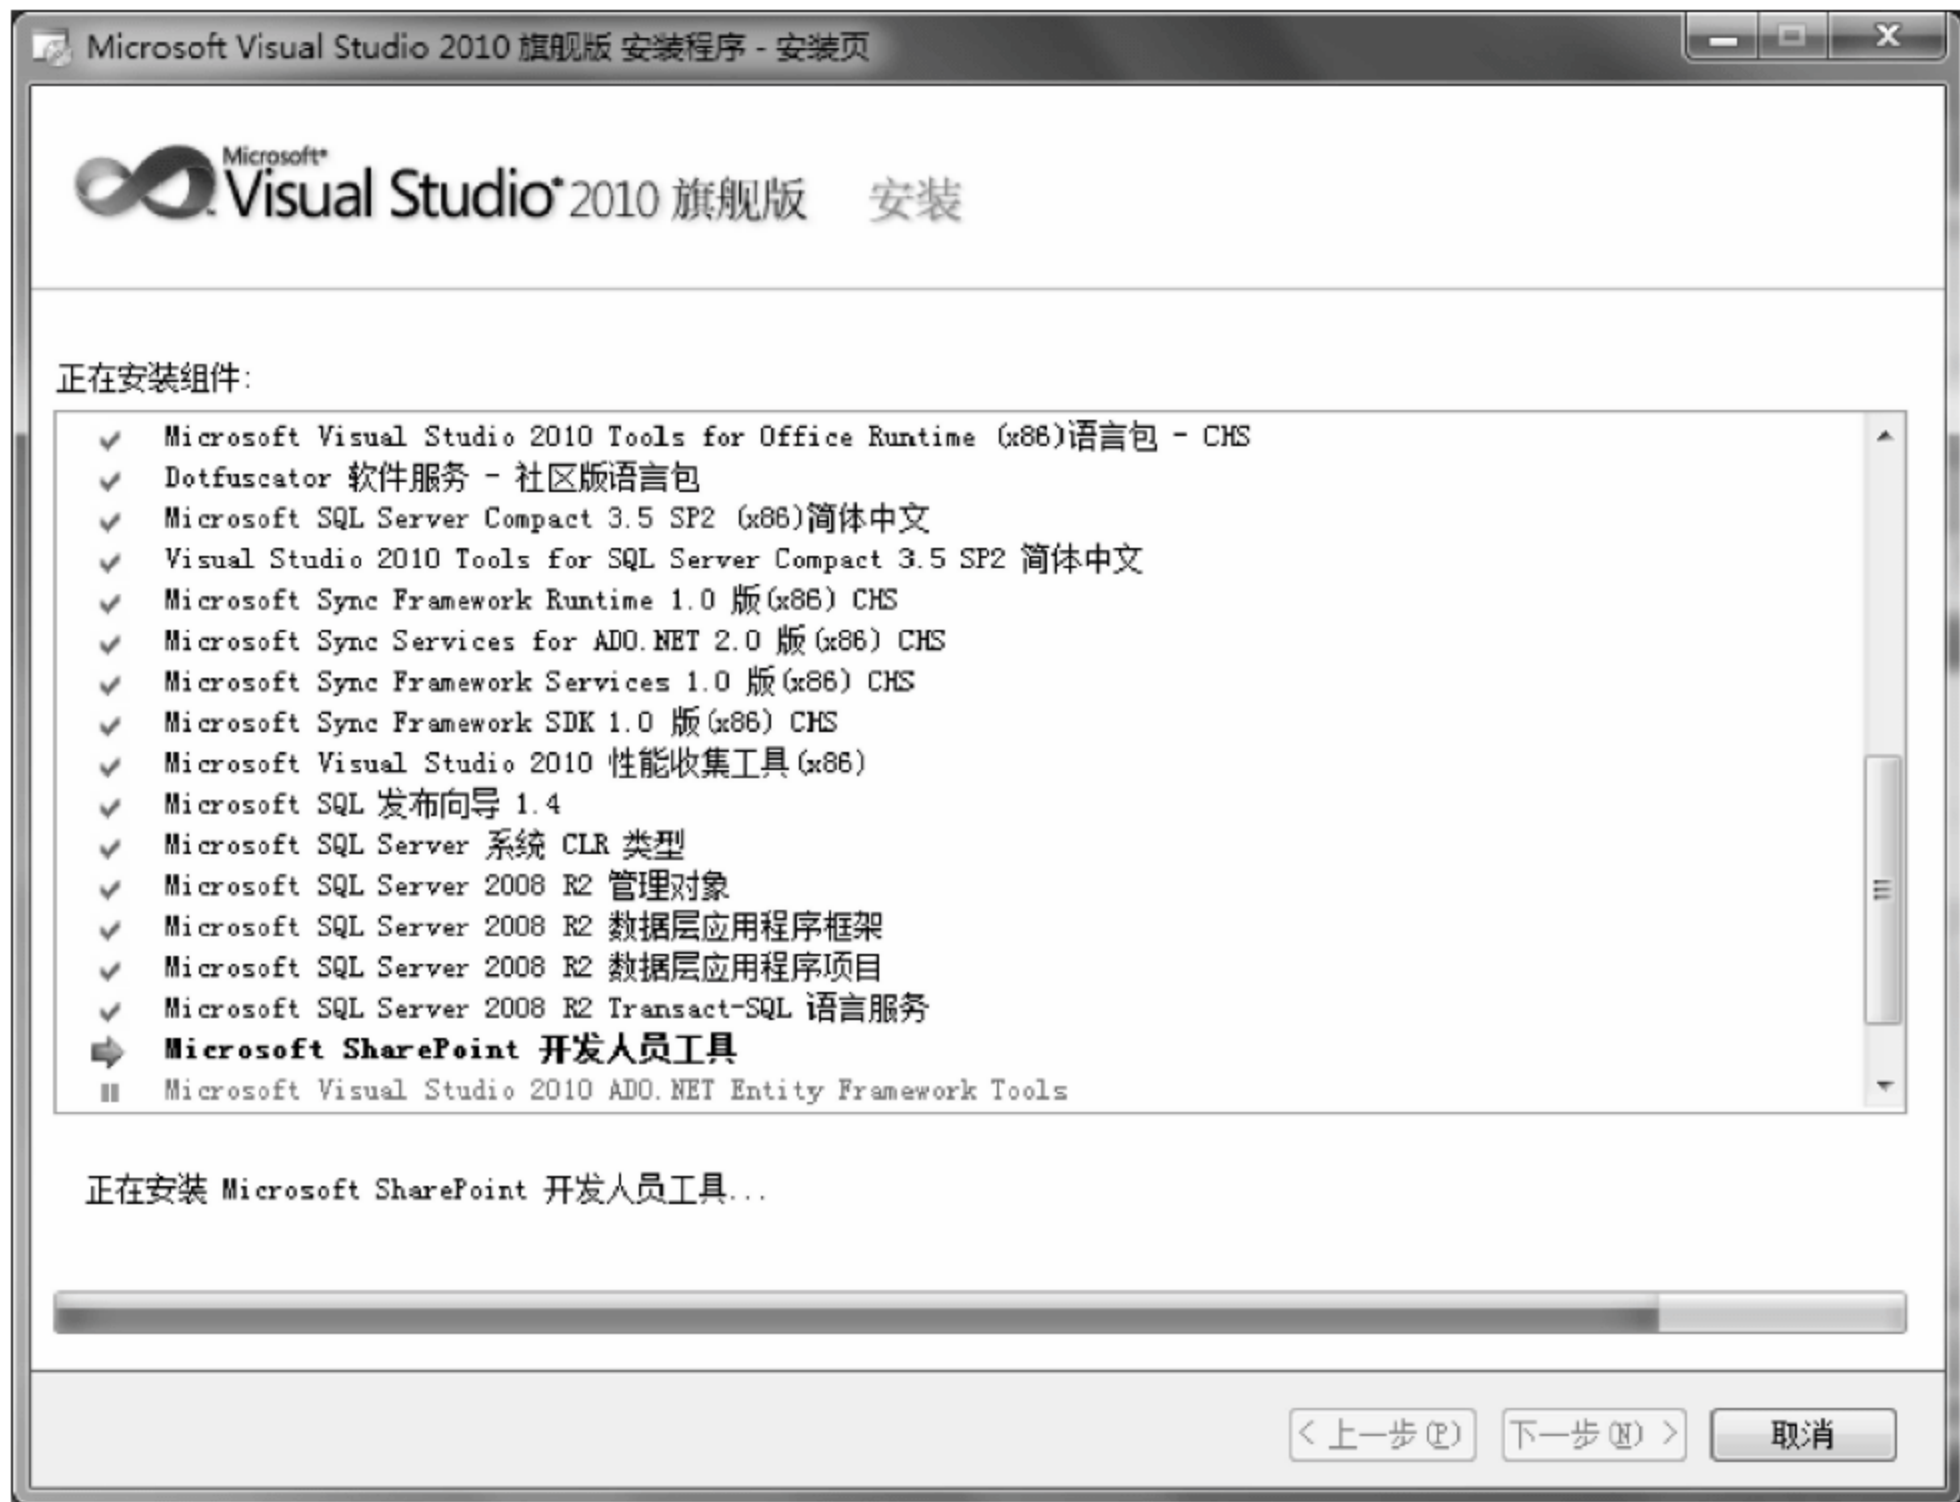 Microsoft Visual Studio 2010 旗舰版 安装程序 - 安装页
Microsoft®
Visual Studio® 2010 旗舰版 安装
正在安装组件:
Microsoft Visual Studio 2010 Tools for Office Runtime (x86)语言包 - CHS
Dotfuscator 软件服务 - 社区版语言包
Microsoft SQL Server Compact 3.5 SP2 (x86)简体中文
Visual Studio 2010 Tools for SQL Server Compact 3.5 SP2 简体中文
Microsoft Sync Framework Runtime 1.0 版(x86) CHS
Microsoft Sync Services for ADO.NET 2.0 版(x86) CHS
Microsoft Sync Framework Services 1.0 版(x86) CHS
Microsoft Sync Framework SDK 1.0 版(x86) CHS
Microsoft Visual Studio 2010 性能收集工具(x86)
Microsoft SQL 发布向导 1.4
Microsoft SQL Server 系统 CLR 类型
Microsoft SQL Server 2008 R2 管理对象
Microsoft SQL Server 2008 R2 数据层应用程序框架
Microsoft SQL Server 2008 R2 数据层应用程序项目
Microsoft SQL Server 2008 R2 Transact-SQL 语言服务
Microsoft SharePoint 开发人员工具
Microsoft Visual Studio 2010 ADO.NET Entity Framework Tools
正在安装 Microsoft SharePoint 开发人员工具...
< 上一步(P) 下一步(N) > 取消